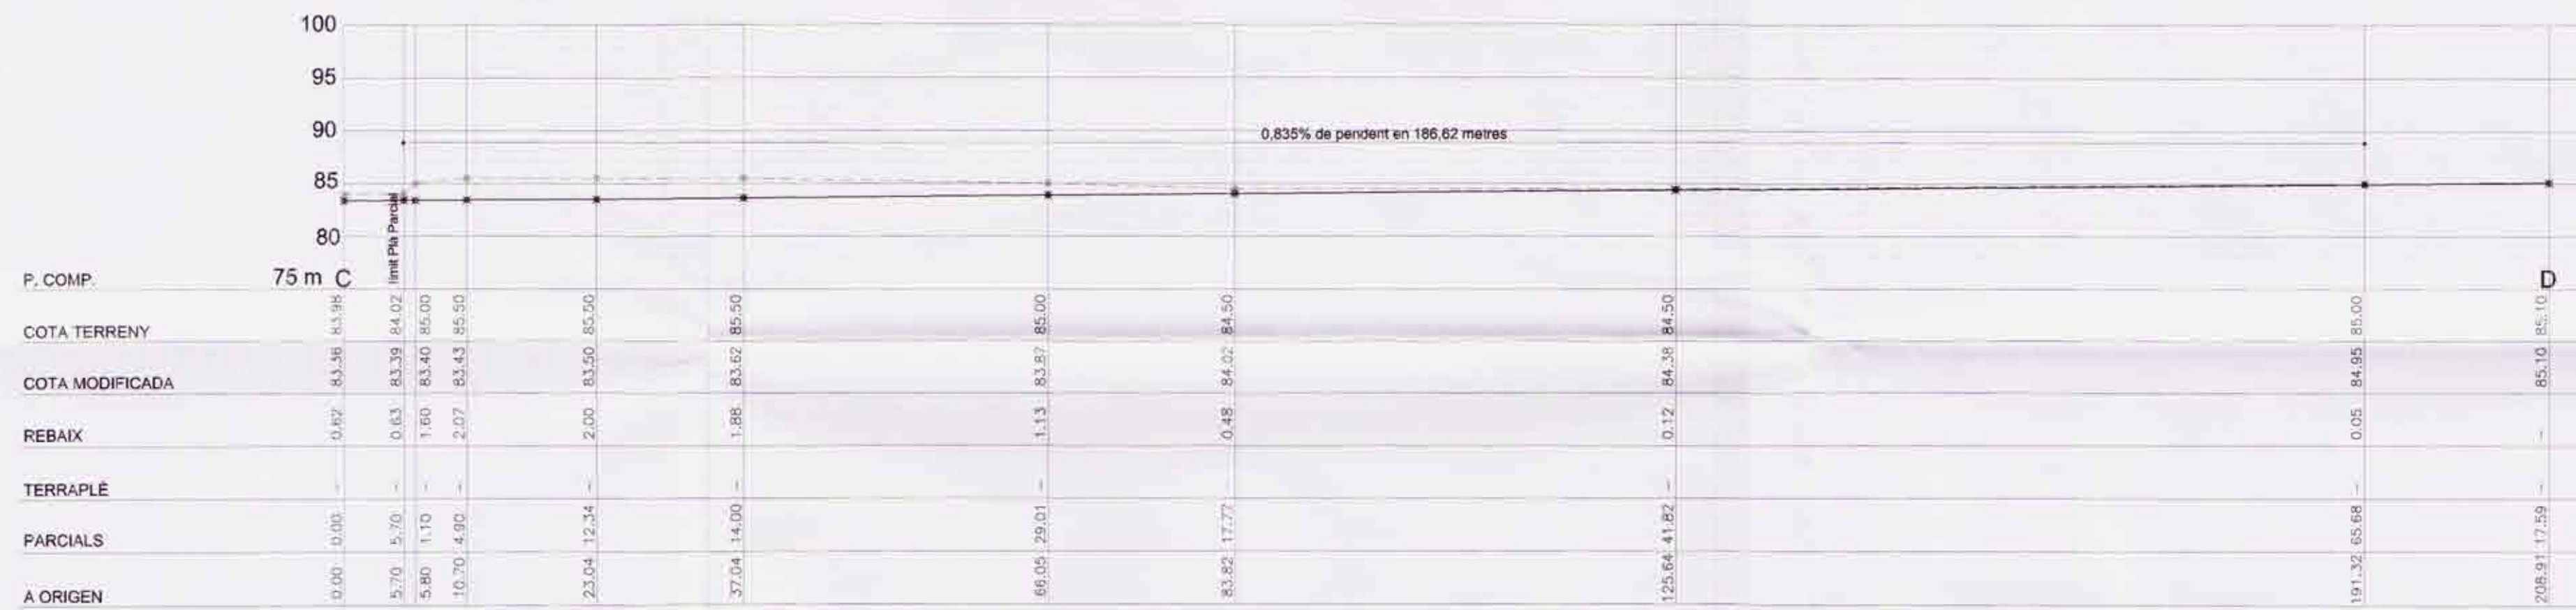 100
95
90
0,835% de pendent en 186,62 metres
85
80
límit Pla Parcial
P. COMP. 75 m C D
COTA TERRENY 83.98 84.02 85.00 85.50 85.50 85.50 85.00 84.50 84.50 85.00 85.10
COTA MODIFICADA 83.36 83.39 83.40 83.43 83.50 83.62 83.87 84.02 84.38 84.95 85.10
REBAIX 0.62 0.63 1.60 2.07 2.00 1.88 1.13 0.48 0.12 0.05 –
TERRAPLÈ – – – – – – – – – –
PARCIALS 0.00 5.70 1.10 4.90 12.34 14.00 29.01 17.77 41.82 65.68 17.59
A ORIGEN 0.00 5.70 5.80 10.70 23.04 37.04 66.05 83.82 125.64 191.32 208.91